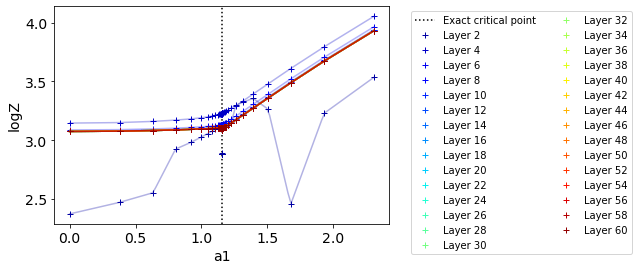 4.0
3.5
3.0
2.5
logZ
0.0
0.5
1.0
1.5
2.0
a1
Exact critical point
Layer 2
Layer 4
Layer 6
Layer 8
Layer 10
Layer 12
Layer 14
Layer 16
Layer 18
Layer 20
Layer 22
Layer 24
Layer 26
Layer 28
Layer 30
Layer 32
Layer 34
Layer 36
Layer 38
Layer 40
Layer 42
Layer 44
Layer 46
Layer 48
Layer 50
Layer 52
Layer 54
Layer 56
Layer 58
Layer 60